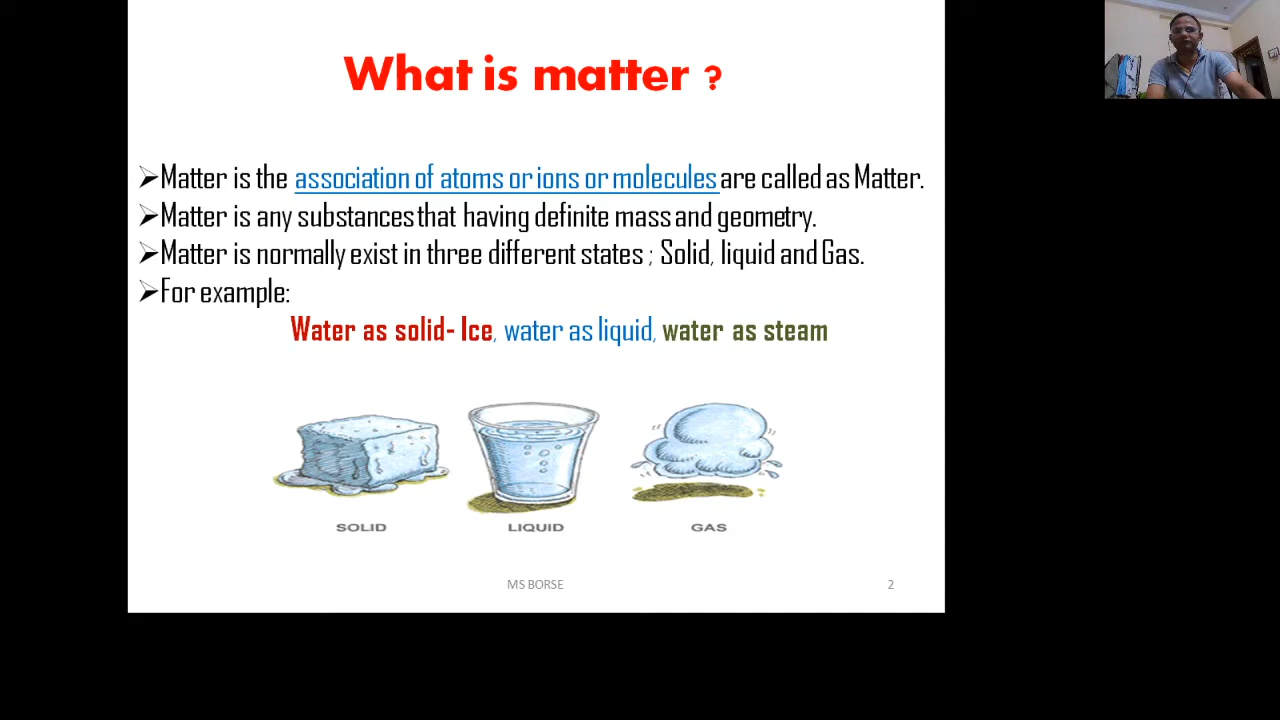 What is matter ?
➢Matter is the association of atoms or ions or molecules are called as Matter.
➢Matter is any substances that having definite mass and geometry.
➢Matter is normally exist in three different states ; Solid, liquid and Gas.
➢For example:
Water as solid- Ice, water as liquid, water as steam
SOLID LIQUID GAS
MS BORSE 2